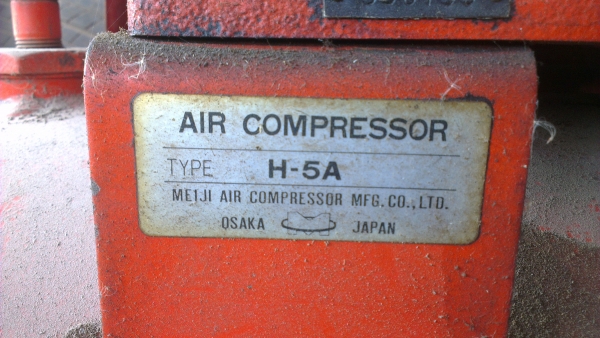 AIR COMPRESSOR
TYPE H-5A
MEIJI AIR COMPRESSOR MFG.CO.,LTD.
OSAKA JAPAN